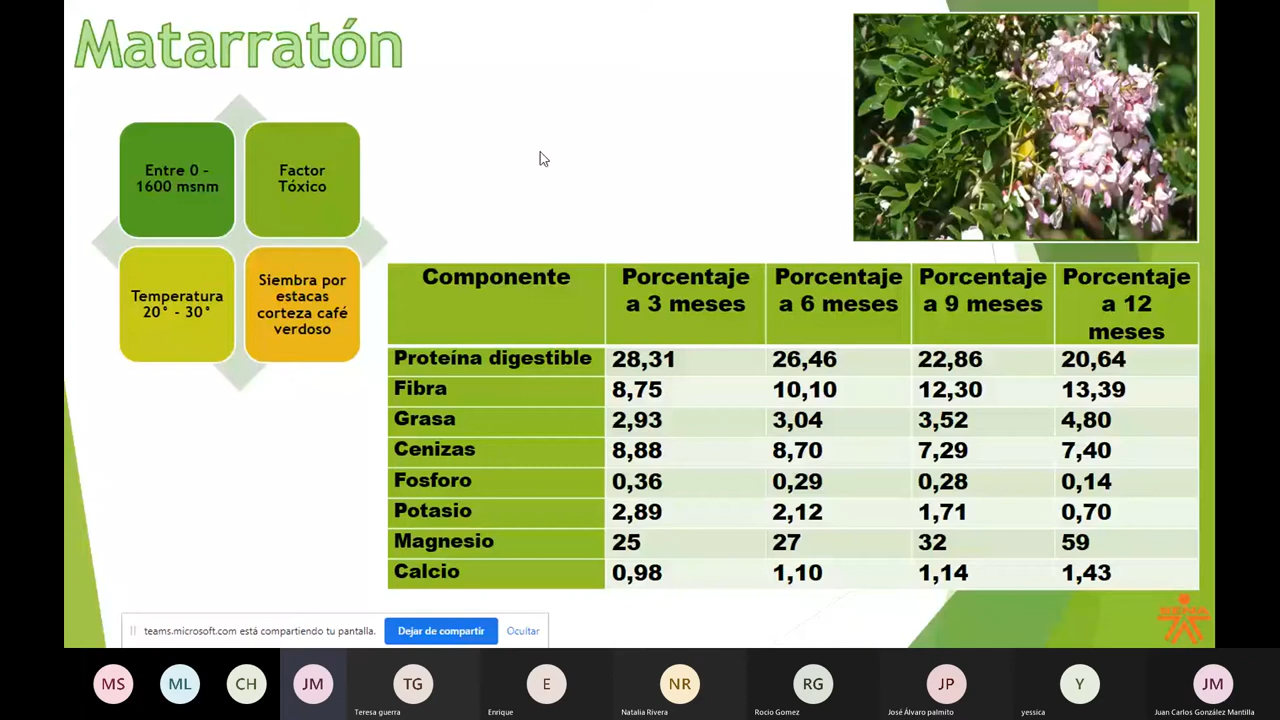 Matarratón
Entre 0 -
1600 msnm
Factor
Tóxico
Temperatura
20° - 30°
Siembra por
estacas
corteza café
verdoso
Componente Porcentaje a 3 meses Porcentaje a 6 meses Porcentaje a 9 meses Porcentaje a 12 meses
Proteína digestible 28,31 26,46 22,86 20,64
Fibra 8,75 10,10 12,30 13,39
Grasa 2,93 3,04 3,52 4,80
Cenizas 8,88 8,70 7,29 7,40
Fosforo 0,36 0,29 0,28 0,14
Potasio 2,89 2,12 1,71 0,70
Magnesio 25 27 32 59
Calcio 0,98 1,10 1,14 1,43
SENA
teams.microsoft.com está compartiendo tu pantalla. Dejar de compartir Ocultar
MS ML CH JM TG E NR RG JP Y JM
Teresa guerra Enrique Natalia Rivera Rocio Gomez José Álvaro palmito yessica Juan Carlos González Mantilla